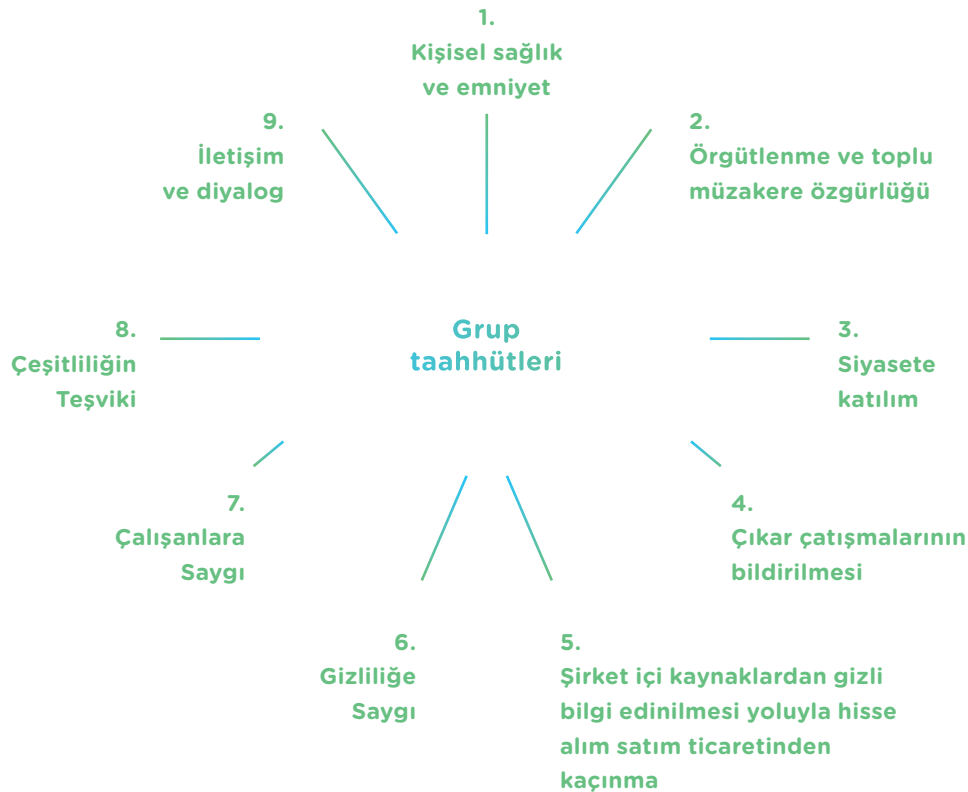 1.
Kişisel sağlık
ve emniyet
2.
Örgütlenme ve toplu
müzakere özgürlüğü
3.
Siyasete
katılım
4.
Çıkar çatışmalarının
bildirilmesi
5.
Şirket içi kaynaklardan gizli
bilgi edinilmesi yoluyla hisse
alım satım ticaretinden
kaçınma
6.
Gizliliğe
Saygı
7.
Çalışanlara
Saygı
8.
Çeşitliliğin
Teşviki
9.
İletişim
ve diyalog
Grup
taahhütleri